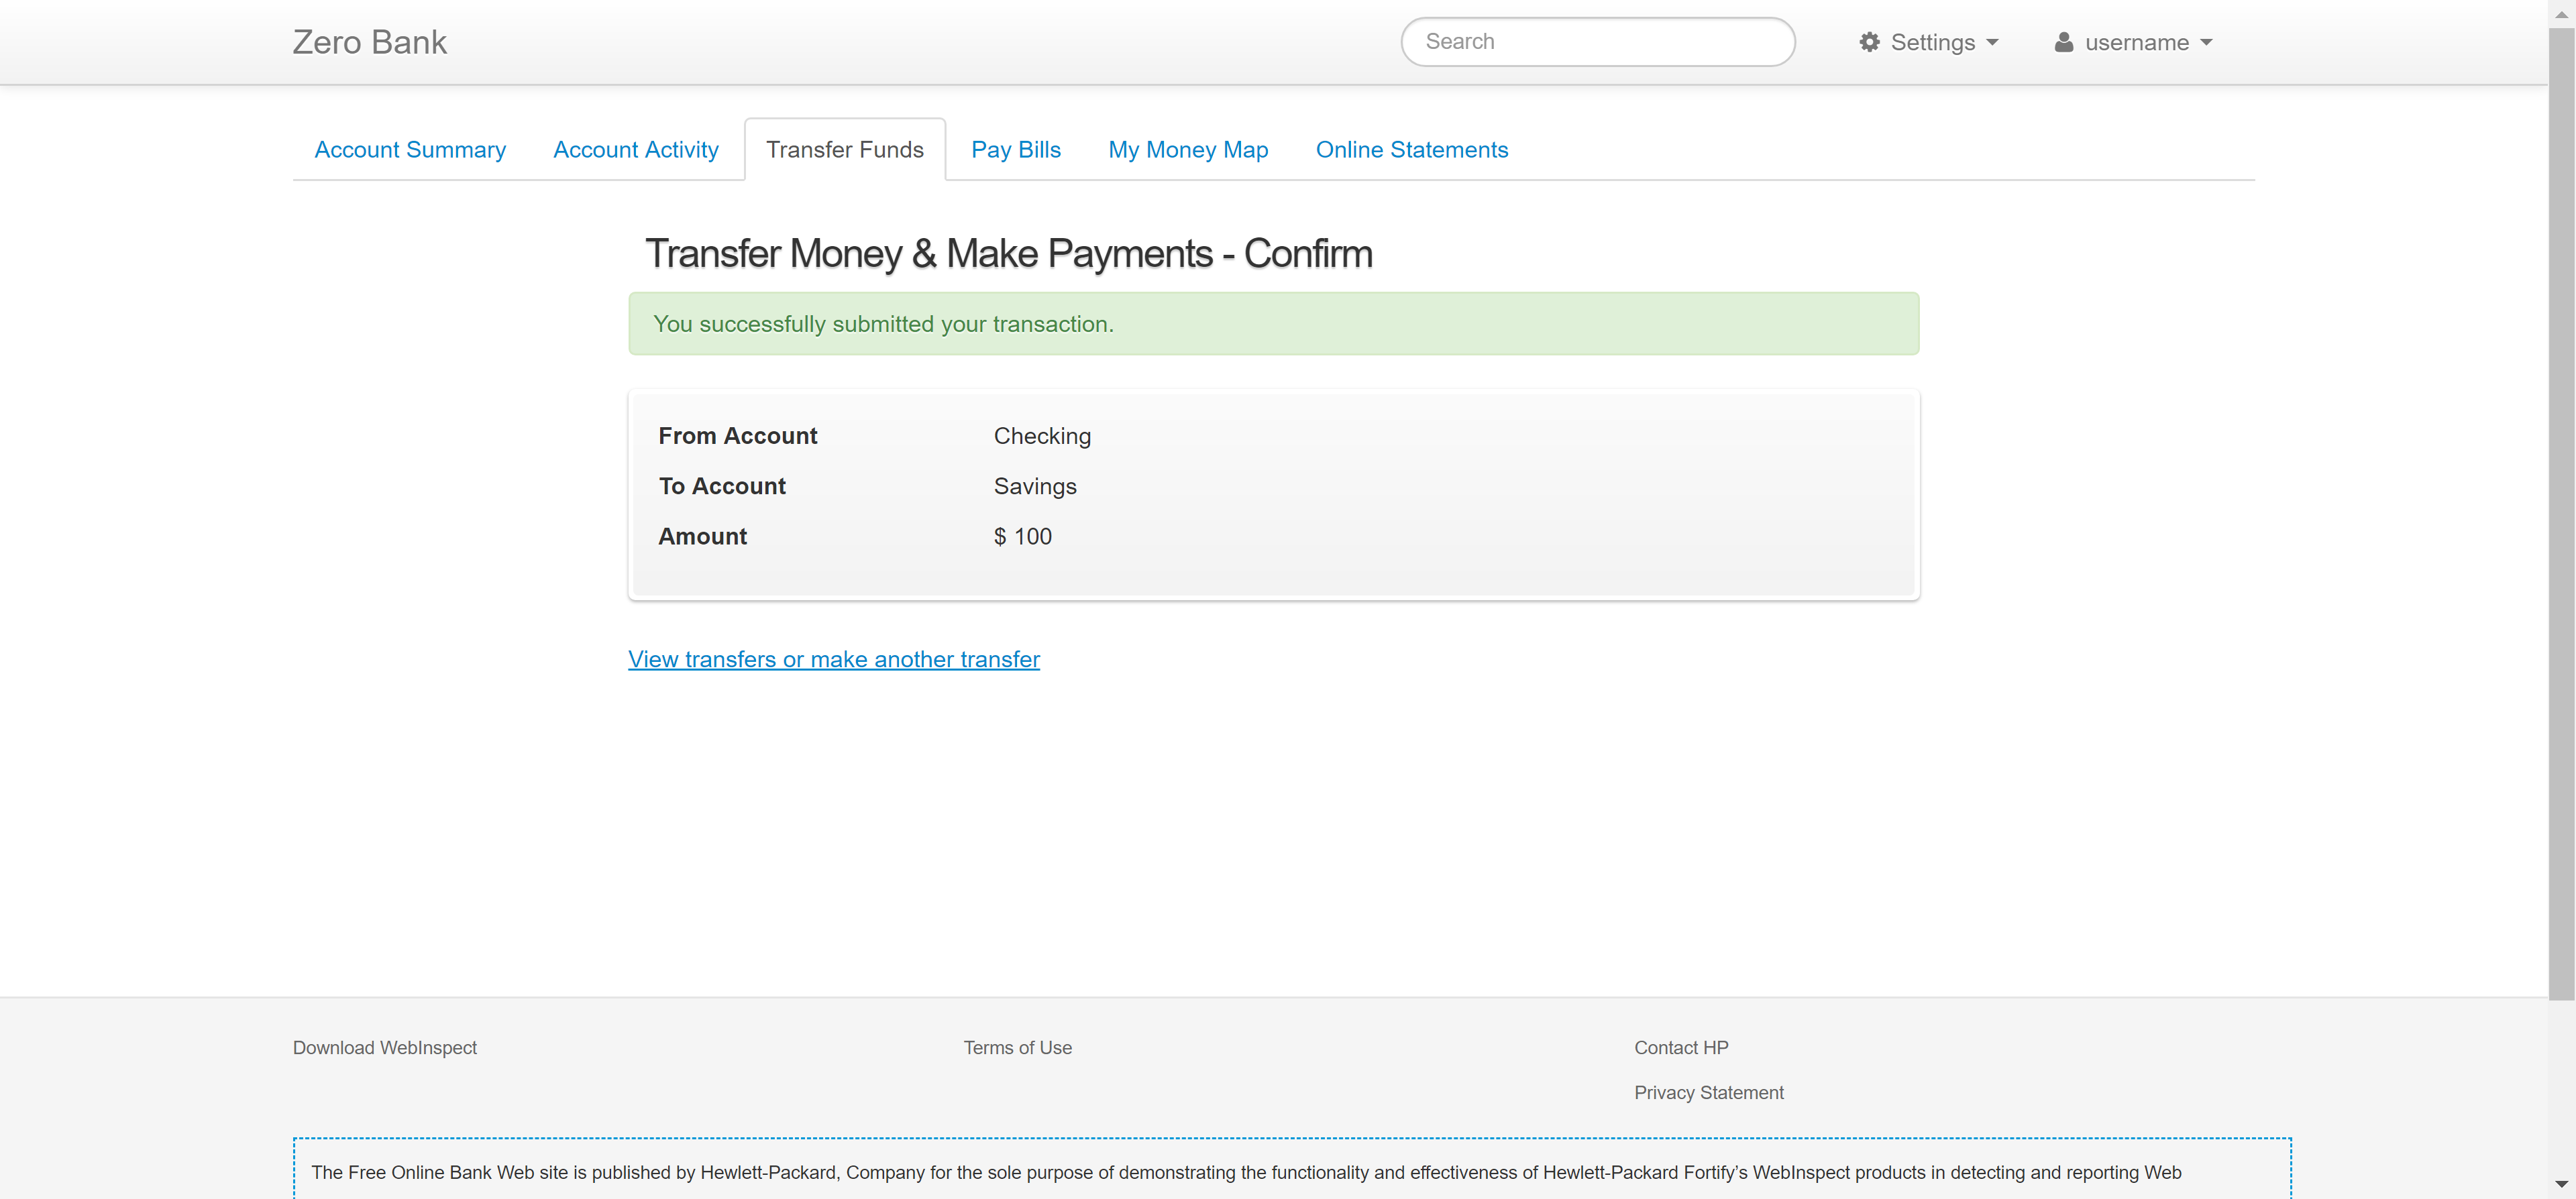 Zero Bank
Search
Settings
username
Account Summary
Account Activity
Transfer Funds
Pay Bills
My Money Map
Online Statements
Transfer Money & Make Payments - Confirm
You successfully submitted your transaction.
From Account Checking
To Account Savings
Amount $ 100
View transfers or make another transfer
Download WebInspect
Terms of Use
Contact HP
Privacy Statement
The Free Online Bank Web site is published by Hewlett-Packard, Company for the sole purpose of demonstrating the functionality and effectiveness of Hewlett-Packard Fortify’s WebInspect products in detecting and reporting Web